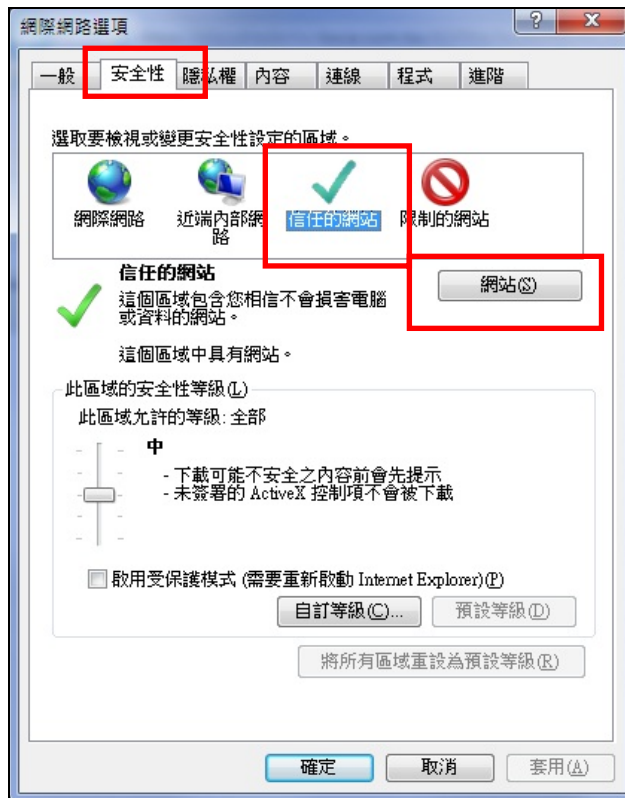 網際網路選項
一般 安全性 隱私權 內容 連線 程式 進階
選取要檢視或變更安全性設定的區域。
網際網路 近端內部網路 信任的網站 限制的網站
信任的網站
網站(S)
這個區域包含您相信不會損害電腦
或資料的網站。
這個區域中具有網站。
此區域的安全性等級(L)
此區域允許的等級: 全部
中
- 下載可能不安全之內容前會先提示
- 未簽署的 ActiveX 控制項不會被下載
啟用受保護模式 (需要重新啟動 Internet Explorer)(P)
自訂等級(C)... 預設等級(D)
將所有區域重設為預設等級(R)
確定 取消 套用(A)